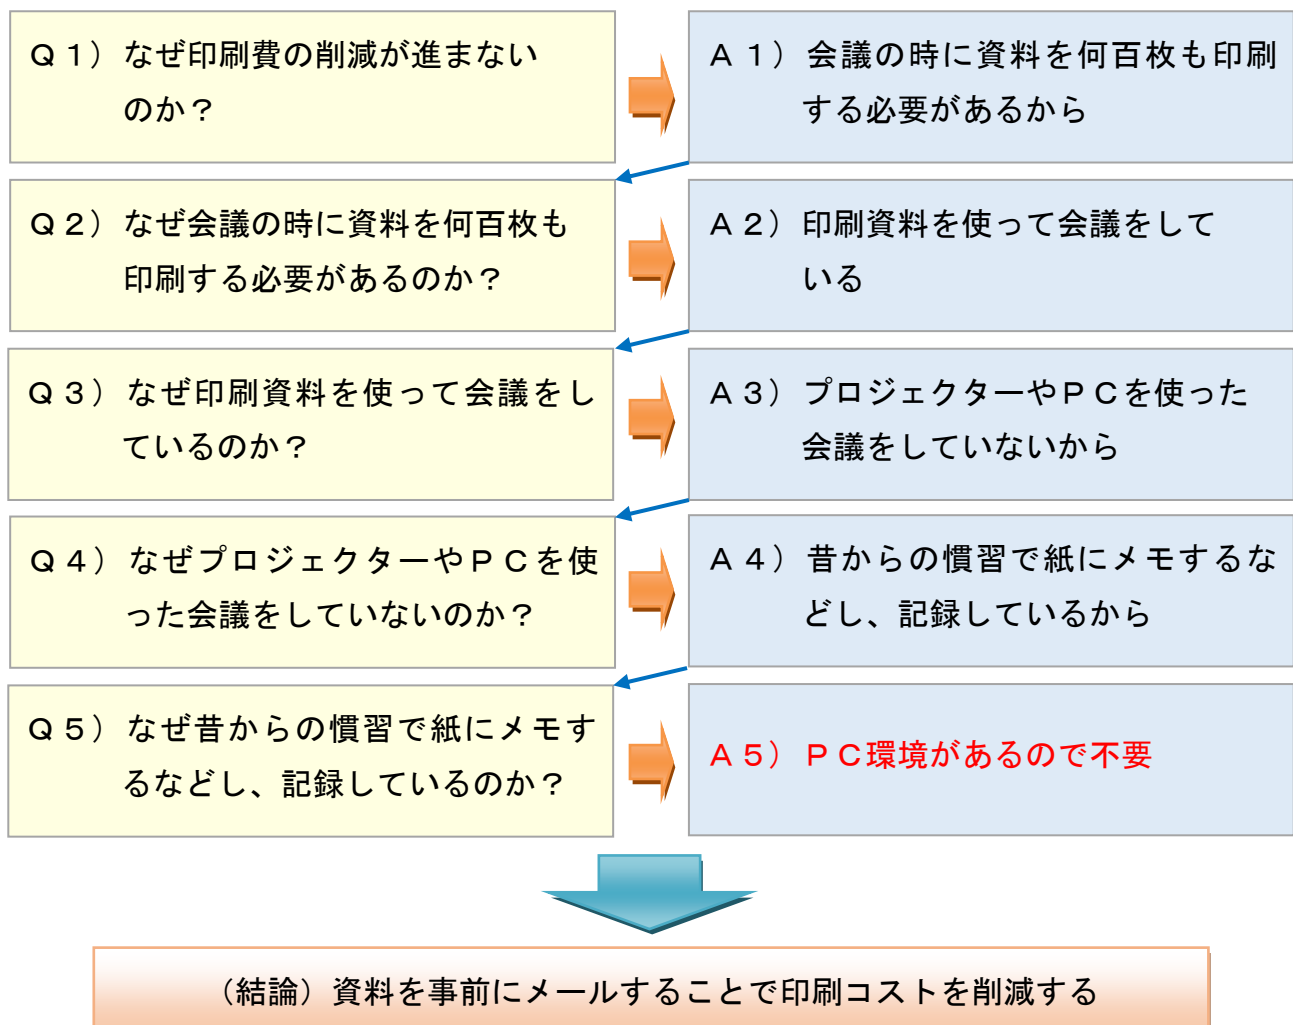 Ｑ１）なぜ印刷費の削減が進まない
のか？
Ａ１）会議の時に資料を何百枚も印刷
する必要があるから
Ｑ２）なぜ会議の時に資料を何百枚も
印刷する必要があるのか？
Ａ２）印刷資料を使って会議をして
いる
Ｑ３）なぜ印刷資料を使って会議をし
ているのか？
Ａ３）プロジェクターやＰＣを使った
会議をしていないから
Ｑ４）なぜプロジェクターやＰＣを使
った会議をしていないのか？
Ａ４）昔からの慣習で紙にメモするな
どし、記録しているから
Ｑ５）なぜ昔からの慣習で紙にメモす
るなどし、記録しているのか？
Ａ５）ＰＣ環境があるので不要
（結論）資料を事前にメールすることで印刷コストを削減する